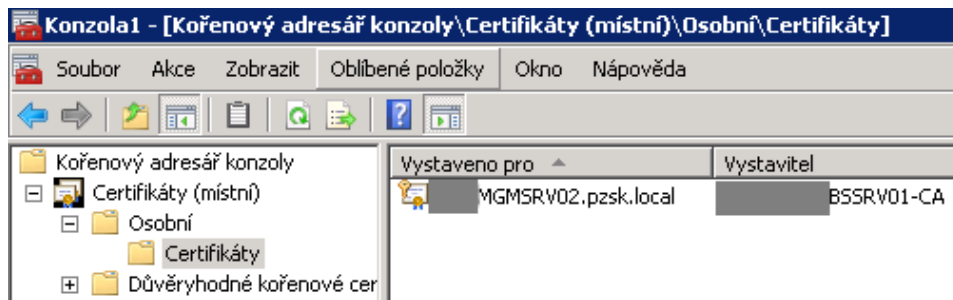 Konzola1 - [Kořenový adresář konzoly\Certifikáty (místní)\Osobní\Certifikáty]
Soubor Akce Zobrazit Oblíbené položky Okno Nápověda
Kořenový adresář konzoly
Certifikáty (místní)
Osobní
Certifikáty
Důvěryhodné kořenové cer
Vystaveno pro Vystavitel
MGMSRV02.pzsk.local BSSRV01-CA